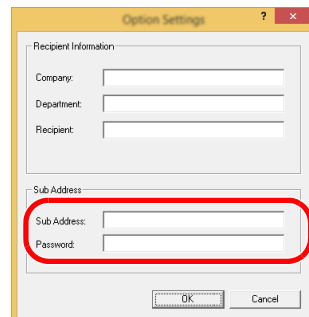 Option Settings ? ×
Recipient Information
Company:
Department:
Recipient:
Sub Address
Sub Address:
Password:
OK Cancel